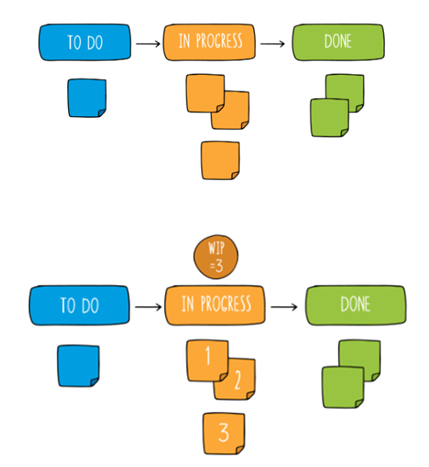 TO DO
IN PROGRESS
DONE
WIP
=3
TO DO
IN PROGRESS
DONE
1
2
3